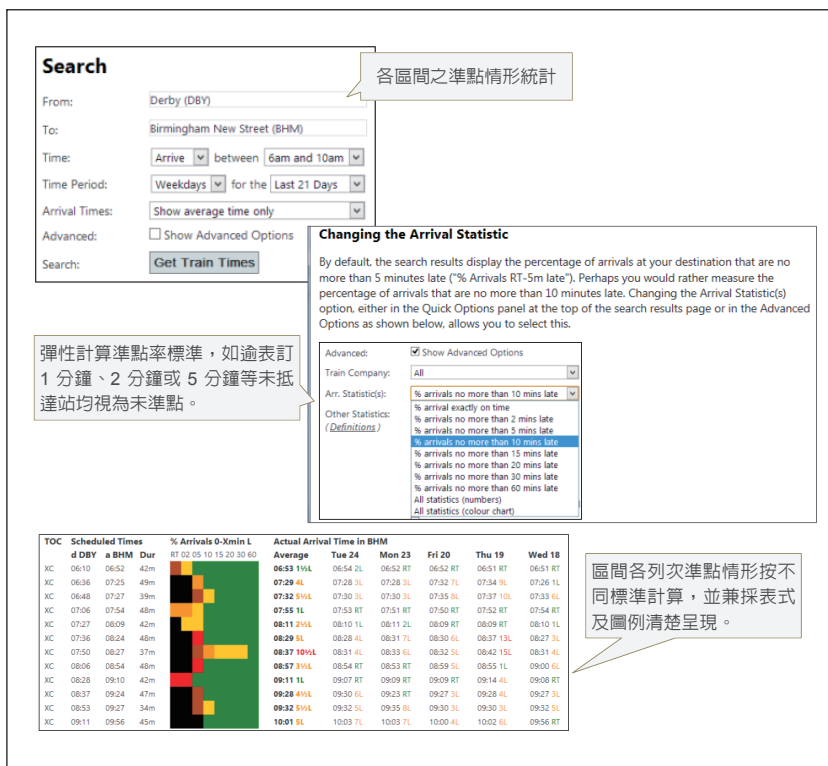 Search
各區間之準點情形統計
From: Derby (DBY)
To: Birmingham New Street (BHM)
Time: Arrive between 6am and 10am
Time Period: Weekdays for the Last 21 Days
Arrival Times: Show average time only
Advanced: Show Advanced Options
Search: Get Train Times
Changing the Arrival Statistic
By default, the search results display the percentage of arrivals at your destination that are no
more than 5 minutes late ("% Arrivals RT-5m late"). Perhaps you would rather measure the
percentage of arrivals that are no more than 10 minutes late. Changing the Arrival Statistic(s)
option, either in the Quick Options panel at the top of the search results page or in the Advanced
Options as shown below, allows you to select this.
彈性計算準點率標準，如逾表訂
1 分鐘、2 分鐘或 5 分鐘等未抵
達站均視為未準點。
Advanced: Show Advanced Options
Train Company: All
Arr. Statistic(s): % arrivals no more than 10 mins late
Other Statistics:
(Definitions)
% arrival exactly on time
% arrivals no more than 2 mins late
% arrivals no more than 5 mins late
% arrivals no more than 10 mins late
% arrivals no more than 15 mins late
% arrivals no more than 20 mins late
% arrivals no more than 30 mins late
% arrivals no more than 60 mins late
All statistics (numbers)
All statistics (colour chart)
TOC Scheduled Times % Arrivals 0-Xmin L Actual Arrival Time in BHM
d DBY a BHM Dur RT 02 05 10 15 20 30 60 Average Tue 24 Mon 23 Fri 20 Thu 19 Wed 18
XC 06:10 06:52 42m 06:53 1½L 06:54 2L 06:52 RT 06:52 RT 06:51 RT 06:51 RT
XC 06:36 07:25 49m 07:29 4L 07:28 3L 07:28 3L 07:32 7L 07:34 9L 07:26 1L
XC 06:48 07:27 39m 07:32 5½L 07:30 3L 07:30 3L 07:35 8L 07:37 10L 07:33 6L
XC 07:06 07:54 48m 07:55 1L 07:53 RT 07:51 RT 07:50 RT 07:52 RT 07:54 RT
XC 07:27 08:09 42m 08:11 2½L 08:10 1L 08:11 2L 08:09 RT 08:09 RT 08:10 1L
XC 07:36 08:24 48m 08:29 5L 08:28 4L 08:31 7L 08:30 6L 08:37 13L 08:27 3L
XC 07:50 08:27 37m 08:37 10½L 08:31 4L 08:33 6L 08:32 5L 08:42 15L 08:31 4L
XC 08:06 08:54 48m 08:57 3½L 08:54 RT 08:53 RT 08:59 5L 08:55 1L 09:00 6L
XC 08:28 09:10 42m 09:11 1L 09:07 RT 09:09 RT 09:09 RT 09:14 4L 09:08 RT
XC 08:37 09:24 47m 09:28 4½L 09:30 6L 09:23 RT 09:27 3L 09:28 4L 09:27 3L
XC 08:53 09:27 34m 09:32 5½L 09:32 5L 09:35 8L 09:30 3L 09:30 3L 09:32 5L
XC 09:11 09:56 45m 10:01 5L 10:03 7L 10:03 7L 10:00 4L 10:02 6L 09:56 RT
區間各列次準點情形按不
同標準計算，並兼採表式
及圖例清楚呈現。